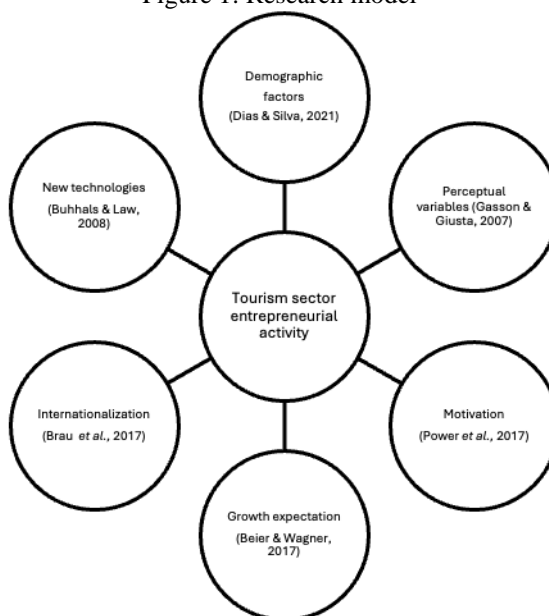 Figure 1. Research model
Demographic
factors
(Dias & Silva, 2021)
New technologies
(Buhhals & Law,
2008)
Perceptual
variables (Gasson &
Giusta, 2007)
Tourism sector
entrepreneurial
activity
Internationalization
(Brau et al., 2017)
Motivation
(Power et al., 2017)
Growth expectation
(Beier & Wagner,
2017)